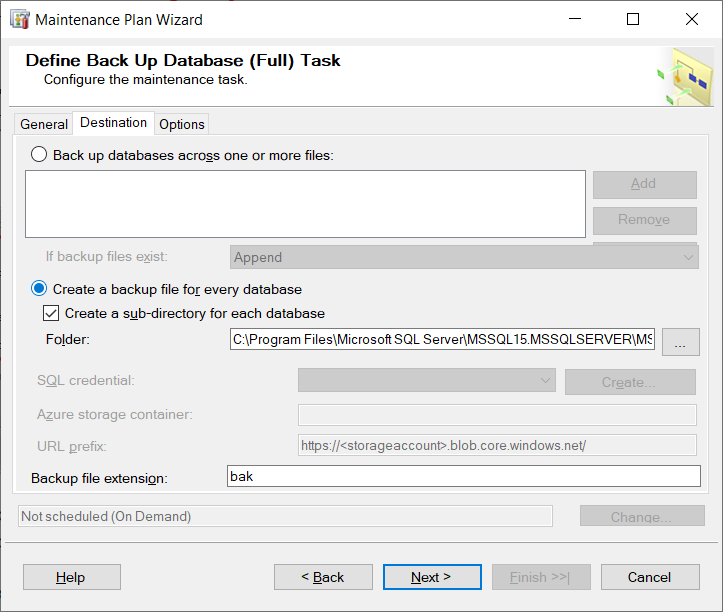 Maintenance Plan Wizard
Define Back Up Database (Full) Task
Configure the maintenance task.
General Destination Options
Back up databases across one or more files:
Add
Remove
If backup files exist: Append
Create a backup file for every database
Create a sub-directory for each database
Folder: C:\Program Files\Microsoft SQL Server\MSSQL15.MSSQLSERVER\MS ...
SQL credential: Create...
Azure storage container:
URL prefix: https://<storageaccount>.blob.core.windows.net/
Backup file extension: bak
Not scheduled (On Demand) Change...
Help < Back Next > Finish >>| Cancel